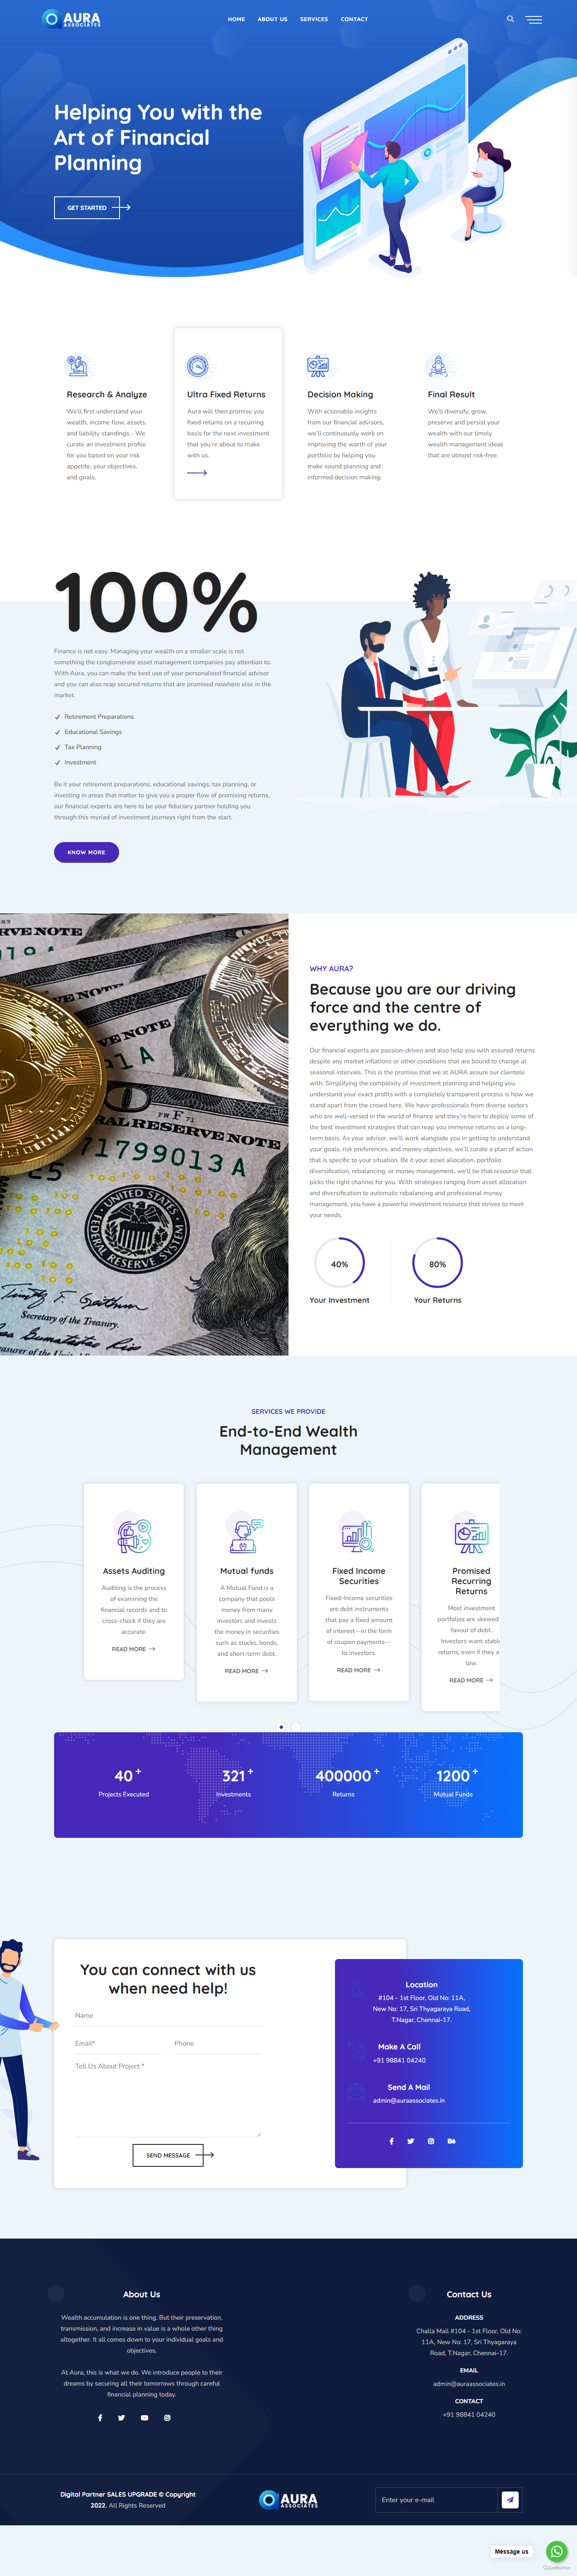 AURA
ASSOCIATES
HOME
ABOUT US
SERVICES
CONTACT
Helping You with the
Art of Financial
Planning
GET STARTED
Research & Analyze
We'll first understand your
wealth, income flow, assets,
and liability standings. - We
curate an investment profile
for you based on your risk
appetite, your objectives,
and goals.
Ultra Fixed Returns
Aura will then promise you
fixed returns on a recurring
basis for the next investment
that you're about to make
with us.
Decision Making
With actionable insights
from our financial advisors,
we'll continuously work on
improving the worth of your
portfolio by helping you
make sound planning and
informed decision making.
Final Result
We'll diversify, grow,
preserve and persist your
wealth with our timely
wealth management ideas
that are utmost risk-free.
100%
Finance is not easy. Managing your wealth on a smaller scale is not
something the conglomerate asset management companies pay attention to.
With Aura, you can make the best use of your personalised financial advisor
and you can also reap secured returns that are promised nowhere else in the
market.
Retirement Preparations
Educational Savings
Tax Planning
Investment
Be it your retirement preparations, educational savings, tax planning, or
investing in areas that matter to give you a proper flow of promising returns,
our financial experts are here to be your fiduciary partner holding you
through this myriad of investment journeys right from the start.
KNOW MORE
RVE NOTE
FW F
71799013 A
RAL RESERVE NOTE
UNITED STATES
FEDERAL RESERVE SYSTEM
Secretary of the Treasury.
WHY AURA?
Because you are our driving
force and the centre of
everything we do.
Our financial experts are passion-driven and also help you with assured returns
despite any market inflations or other conditions that are bound to change at
seasonal intervals. This is the promise that we at AURA assure our clientele
with. Simplifying the complexity of investment planning and helping you
understand your exact profits with a completely transparent process is how we
stand apart from the crowd here. We have professionals from diverse sectors
who are well-versed in the world of finance and they're here to deploy some of
the best investment strategies that can reap you immense returns on a long-
term basis. As your advisor, we'll work alongside you in getting to understand
your goals, risk preferences, and money objectives, we'll curate a plan of action
that is specific to your situation. Be it your asset allocation, portfolio
diversification, rebalancing, or money management, we'll be that resource that
picks the right channel for you. With strategies ranging from asset allocation
and diversification to automatic rebalancing and professional money
management, you have a powerful investment resource that strives to meet
your needs.
40%
Your Investment
80%
Your Returns
SERVICES WE PROVIDE
End-to-End Wealth
Management
Assets Auditing
Auditing is the process
of examining the
financial records and to
cross-check if they are
accurate.
READ MORE
Mutual funds
A Mutual Fund is a
company that pools
money from many
investors and invests
the money in securities
such as stocks, bonds,
and short-term debt.
READ MORE
Fixed Income
Securities
Fixed-Income securities
are debt instruments
that pay a fixed amount
of interest—in the form
of coupon payments—
to investors.
READ MORE
Promised
Recurring
Returns
Most investment
portfolios are skewed
favour of debt.
Investors want stabl
returns, even if they a
low.
READ MORE
40 +
Projects Executed
321 +
Investments
400000 +
Returns
1200 +
Mutual Funds
You can connect with us
when need help!
Name
Email*
Phone
Tell Us About Project *
SEND MESSAGE
Location
#104 - 1st Floor, Old No: 11A,
New No: 17, Sri Thyagaraya Road,
T.Nagar, Chennai-17.
Make A Call
+91 98841 04240
Send A Mail
admin@auraassociates.in
About Us
Wealth accumulation is one thing. But their preservation,
transmission, and increase in value is a whole other thing
altogether. It all comes down to your individual goals and
objectives.
At Aura, this is what we do. We introduce people to their
dreams by securing all their tomorrows through careful
financial planning today.
Contact Us
ADDRESS
Challa Mall #104 - 1st Floor, Old No:
11A, New No: 17, Sri Thyagaraya
Road, T.Nagar, Chennai-17.
EMAIL
admin@auraassociates.in
CONTACT
+91 98841 04240
Digital Partner SALES UPGRADE © Copyright
2022. All Rights Reserved
AURA
ASSOCIATES
Enter your e-mail
Message us